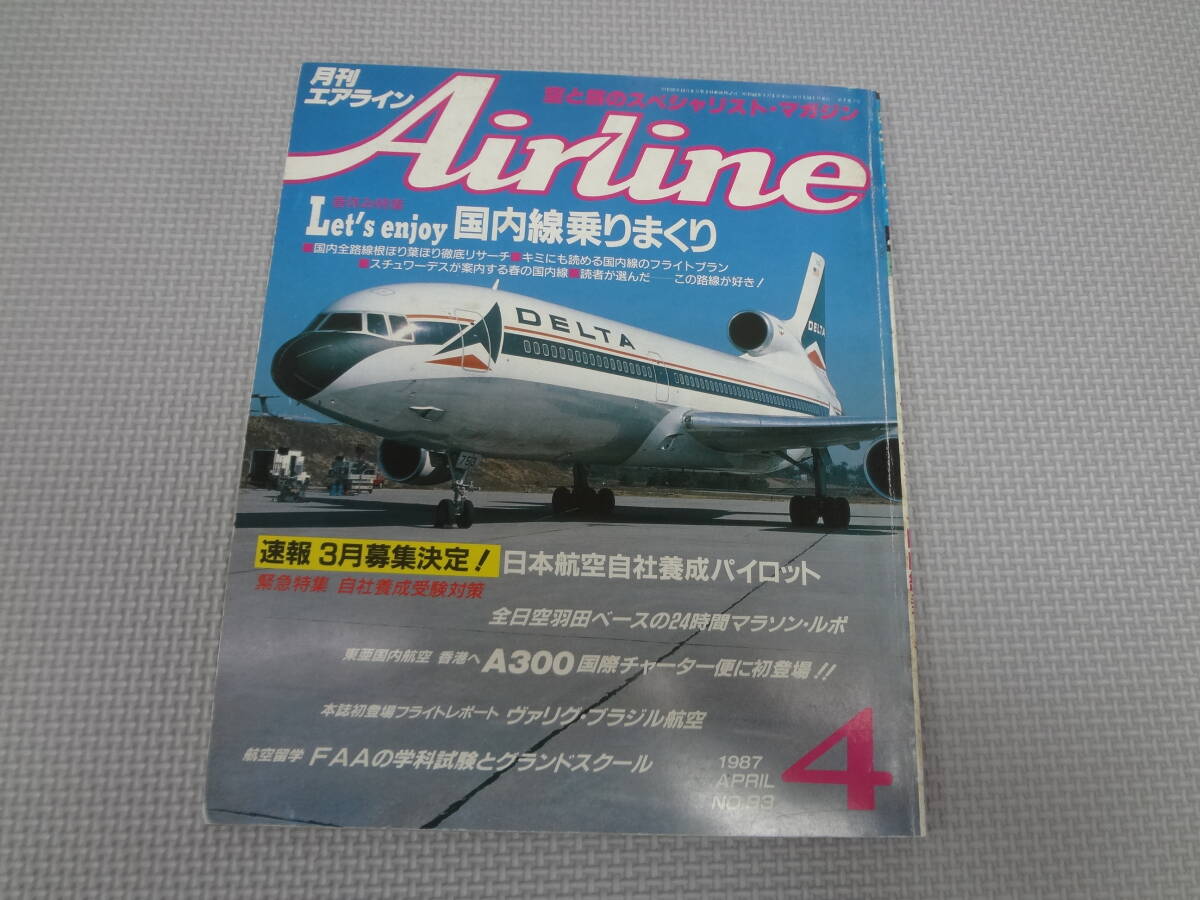 月刊
エアライン
空と旅のスペシャリスト・マガジン
Airline
Let's enjoy 国内線乗りまくり
■国内全路線根ほり葉ほり徹底リサーチ■キミにも読める国内線のフライトプラン
■スチュワーデスが案内する春の国内線■読者が選んだ——この路線が好き!
DELTA
DELTA
753
速報 3月募集決定! 日本航空自社養成パイロット
緊急特集 自社養成受験対策
全日空羽田ベースの24時間マラソン・ルポ
東亜国内航空 香港へ A300国際チャーター便に初登場!!
本誌初登場フライトレポート ヴァリグ・ブラジル航空
航空留学 FAAの学科試験とグランドスクール
1987
APRIL
NO.93
4